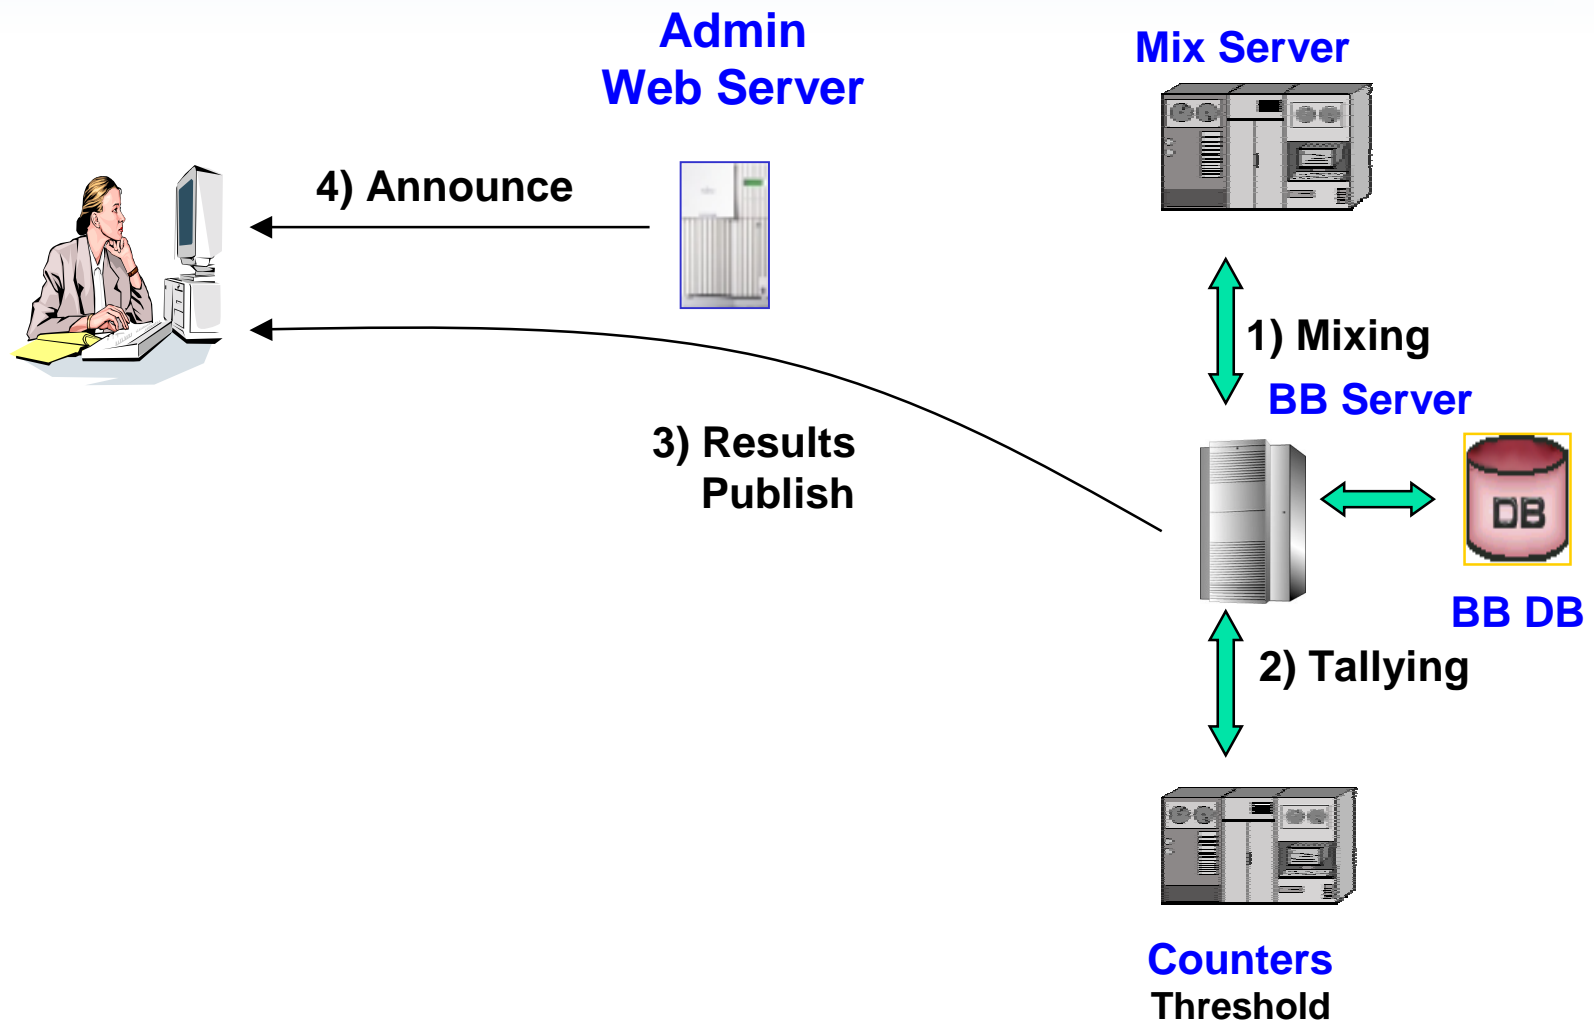 Admin
Web Server
Mix Server
4) Announce
1) Mixing
BB Server
3) Results
Publish
DB
BB DB
2) Tallying
Counters
Threshold